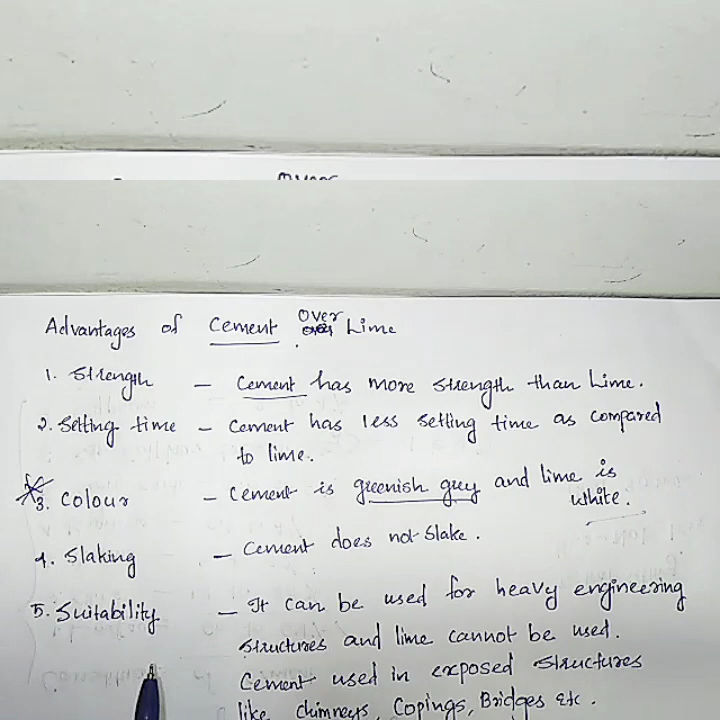 Advantages of Cement over Lime
1. Strength - Cement has more strength than Lime.
2. Setting time - Cement has less setting time as compared
to lime.
3. Colour - Cement is greenish guy and lime is
white.
4. Slaking - Cement does not Slake.
5. Suitability - It can be used for heavy engineering
structures and lime cannot be used.
Cement used in exposed structures
like chimneys, Copings, Bridges etc.